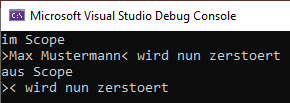 Microsoft Visual Studio Debug Console
im Scope
>Max Mustermann< wird nun zerstoert
aus Scope
>< wird nun zerstoert